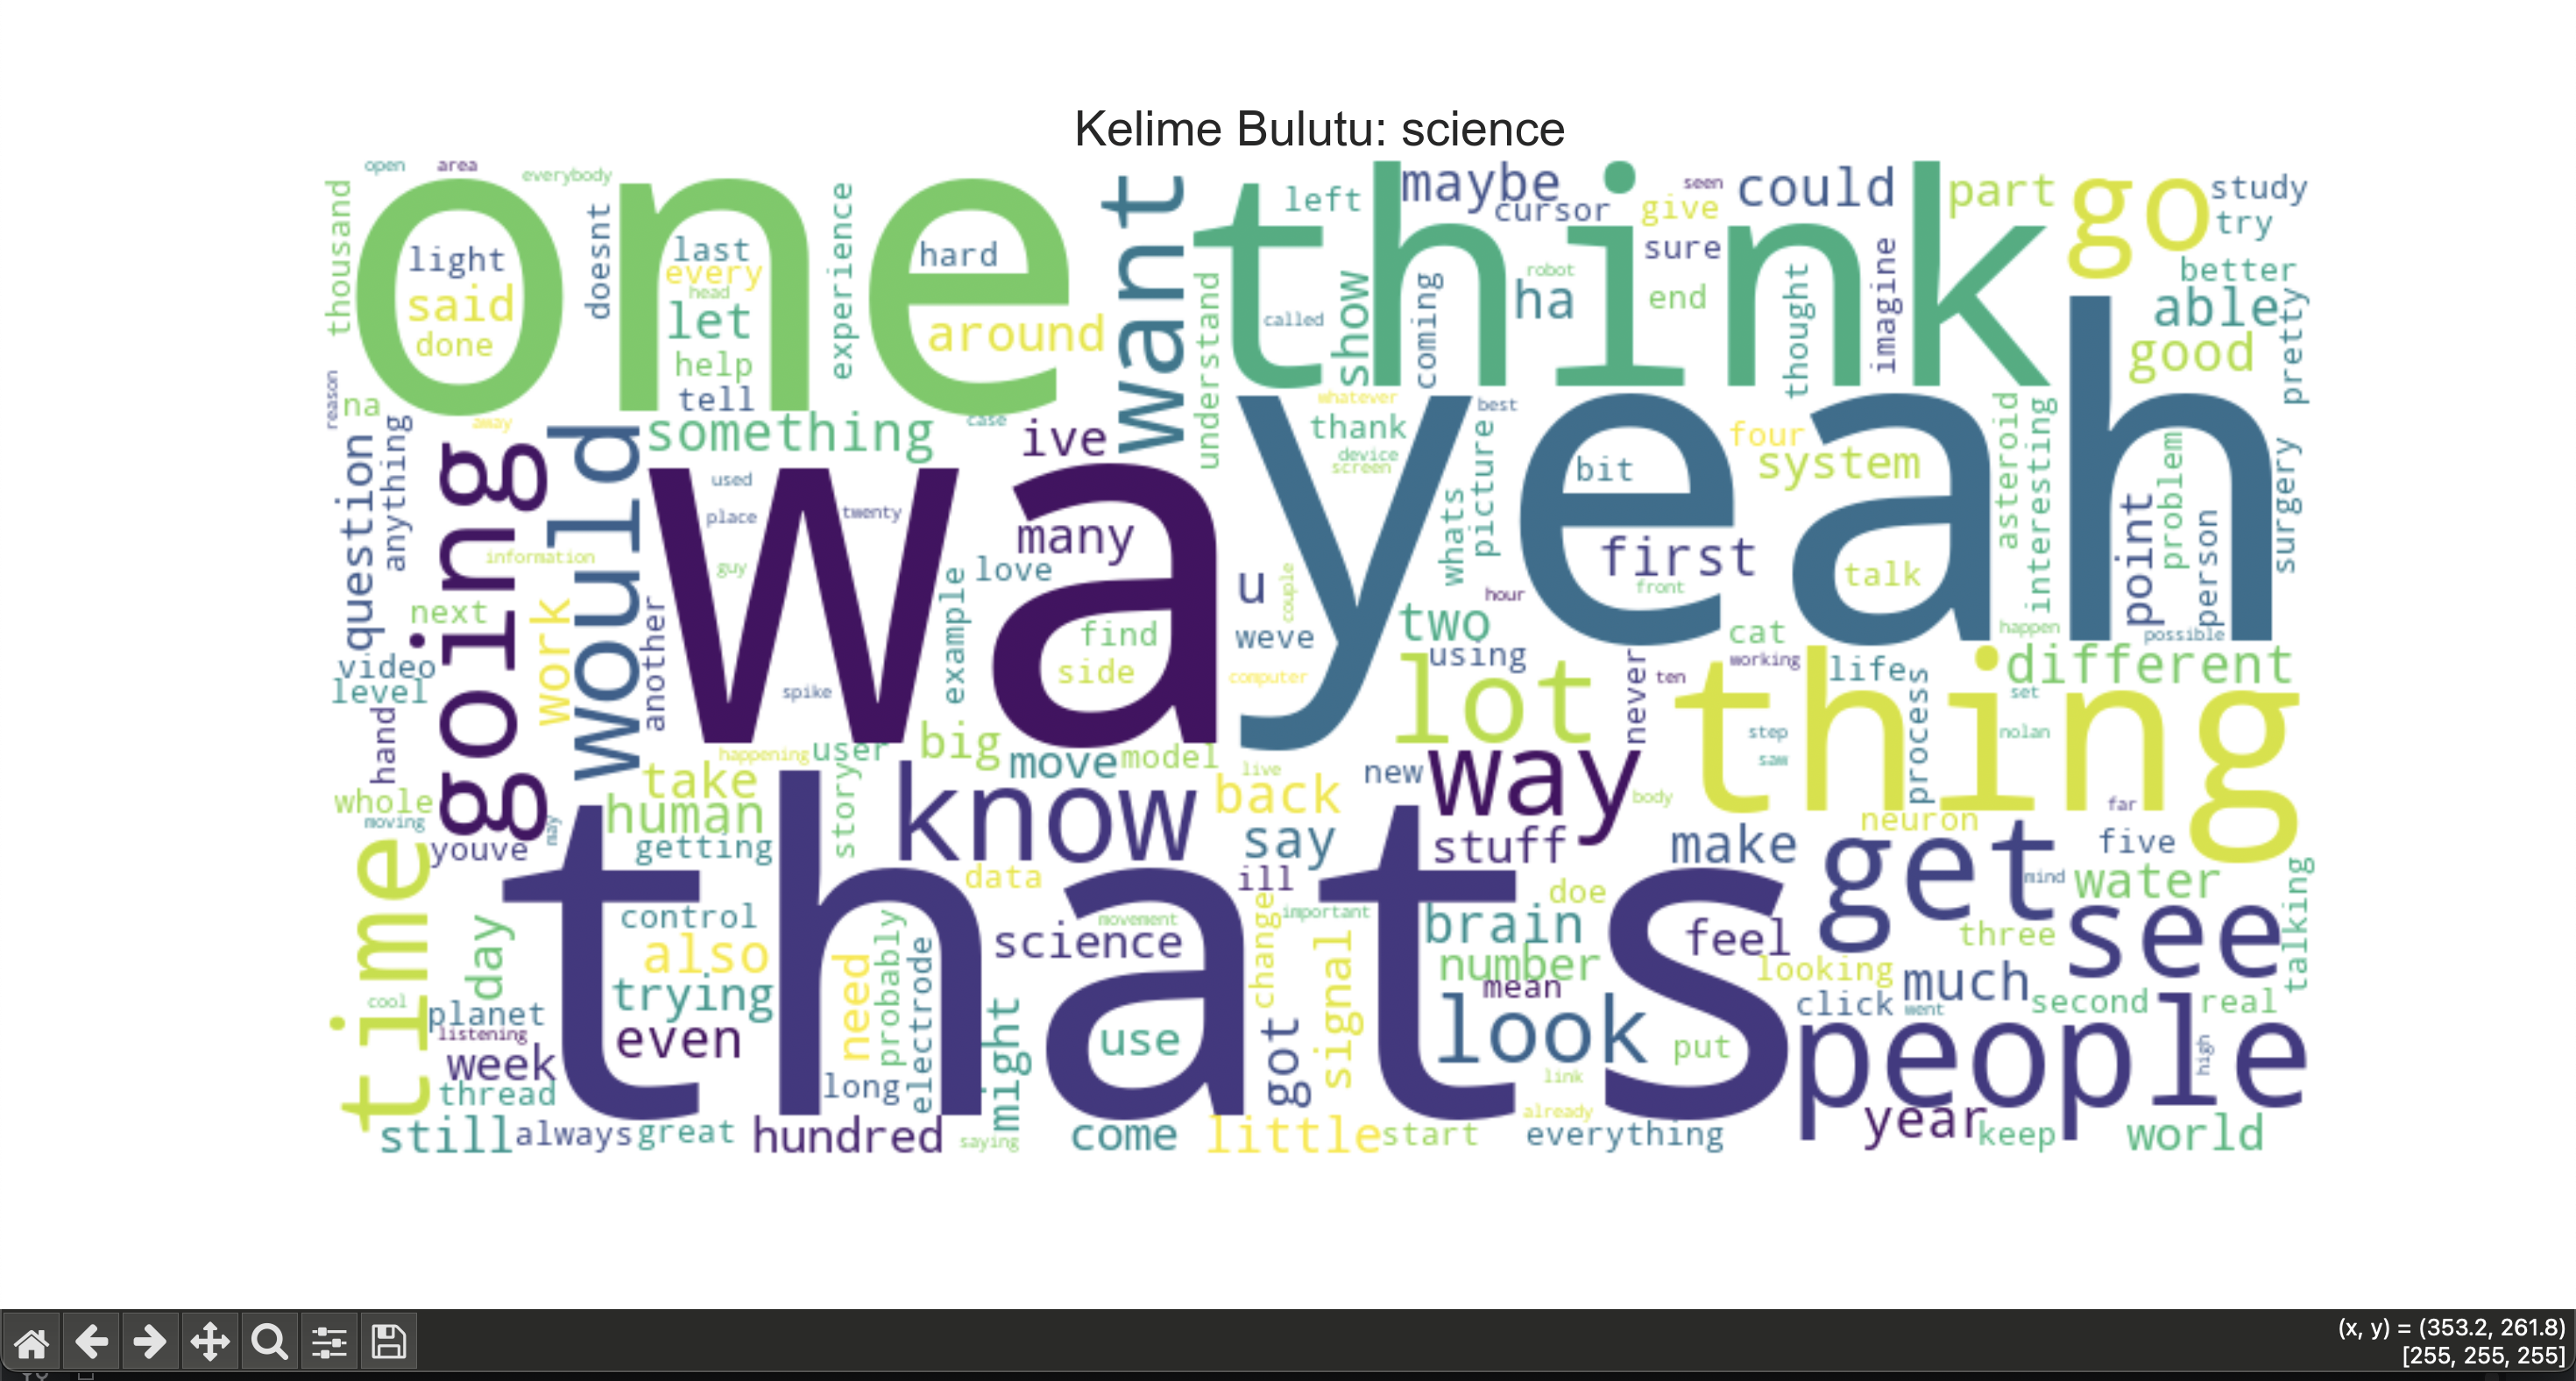 Kelime Bulutu: science
open area everybody
thousand
one
light
said
done
doesnt
last
every
head
let
help
tell
experience
hard
around
want
think
left
maybe
cursor
seen
give
could
part
go
study
try
sure
understand
called
show
coming
robot
ha
end
thought
imagine
better
able
good
pretty
reason
na
away
question
anything
going
would
something
case
ive
whatever
thank
device
screen
best
picture
whats
yeah
bit
first
front
four
system
talk
asteroid
interesting
point
problem
person
surgery
wa
used
place
twenty
guy
information
many
love
example
find
side
spike
u
couple
weve
computer
hour
two
using
next
work
another
video
level
hand
lot
never
ten
cat
working
life
happen
possible
different
thing
step
saw
process
set
nolan
happening
user
big
move
model
take
human
story
know
live
back
new
way
body
say
stuff
whole
moving
youve
may
getting
time
thats
data
ill
make
neuron
far
five
get
mind
water
see
talking
day
control
also
trying
need
probably
electrode
movement
science
change
important
signal
doe
brain
number
mean
feel
looking
three
much
click
went
second
real
cool
planet
listening
week
thread
even
long
might
use
got
look
put
link
people
high
still
always
great
hundred
saying
come
little
start
already
everything
year
keep
world
(x, y) = (353.2, 261.8)
[255, 255, 255]